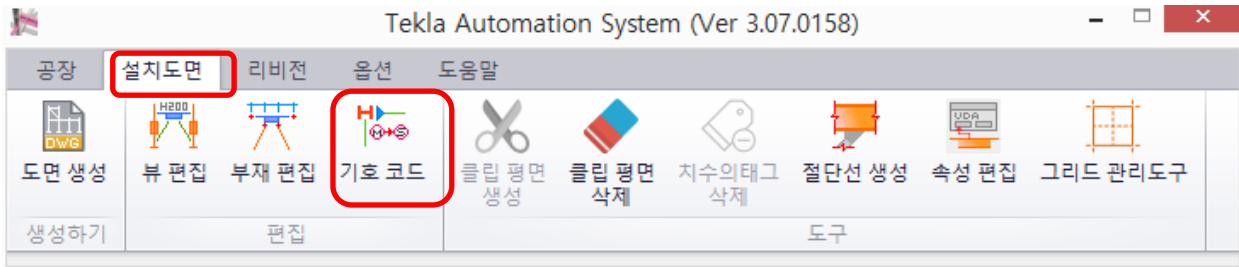 Tekla Automation System (Ver 3.07.0158)
공장 설치도면 리비전 옵션 도움말
H200
H
M S
DWG
VDA
도면 생성 뷰 편집 부재 편집 기호 코드 클립 평면 생성 클립 평면 삭제 치수의태그 삭제 절단선 생성 속성 편집 그리드 관리도구
생성하기 편집 도구